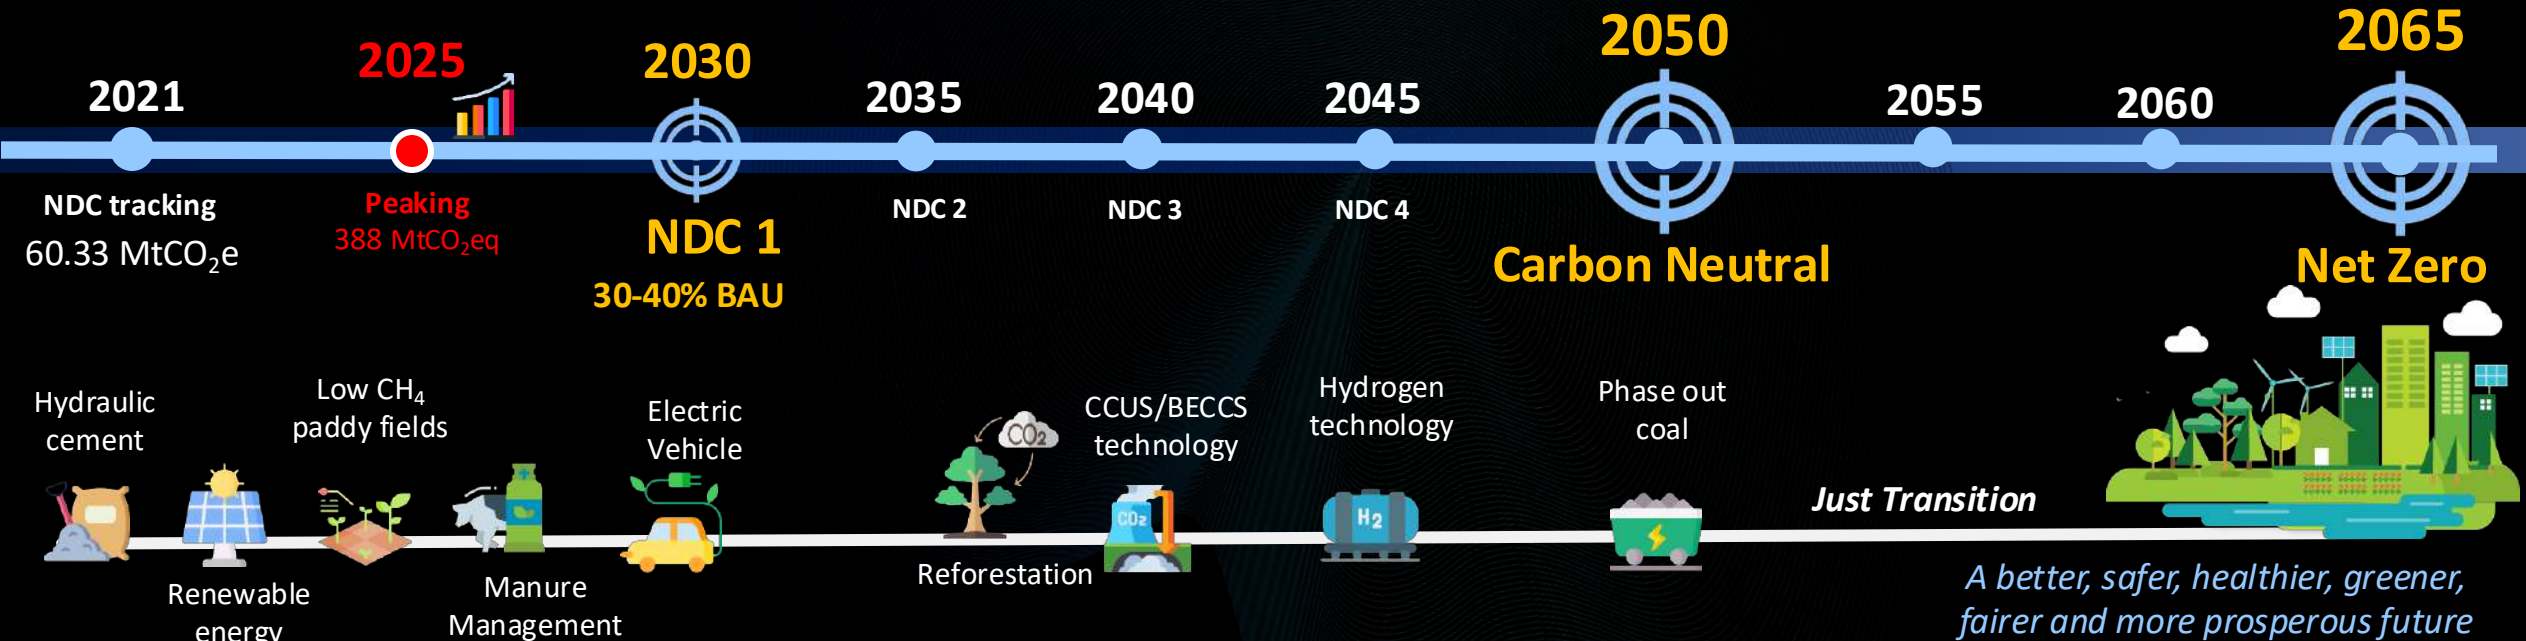 2021
2025
2030
2035
2040
2045
2050
2055
2060
2065
NDC tracking
60.33 MtCO₂e
Peaking
388 MtCO₂eq
NDC 1
30-40% BAU
NDC 2
NDC 3
NDC 4
Carbon Neutral
Net Zero
Hydraulic
cement
Renewable
energy
Low CH₄
paddy fields
Manure
Management
Electric
Vehicle
CO₂
Reforestation
CCUS/BECCS
technology
CO₂
Hydrogen
technology
H₂
Phase out
coal
Just Transition
A better, safer, healthier, greener,
fairer and more prosperous future